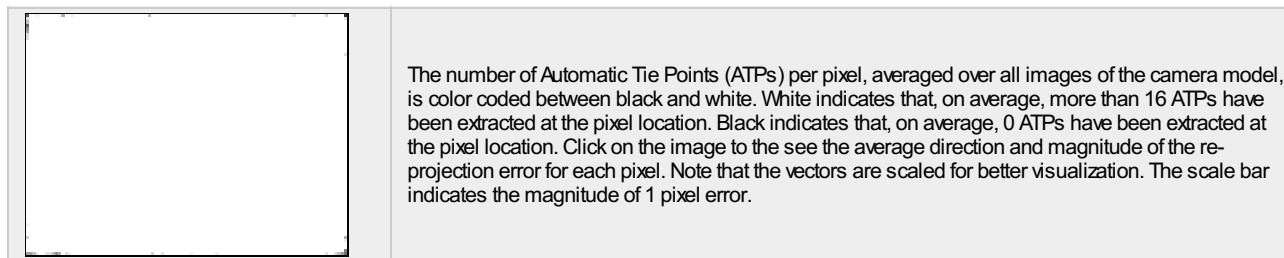 The number of Automatic Tie Points (ATPs) per pixel, averaged over all images of the camera model,
is color coded between black and white. White indicates that, on average, more than 16 ATPs have
been extracted at the pixel location. Black indicates that, on average, 0 ATPs have been extracted at
the pixel location. Click on the image to the see the average direction and magnitude of the re-
projection error for each pixel. Note that the vectors are scaled for better visualization. The scale bar
indicates the magnitude of 1 pixel error.